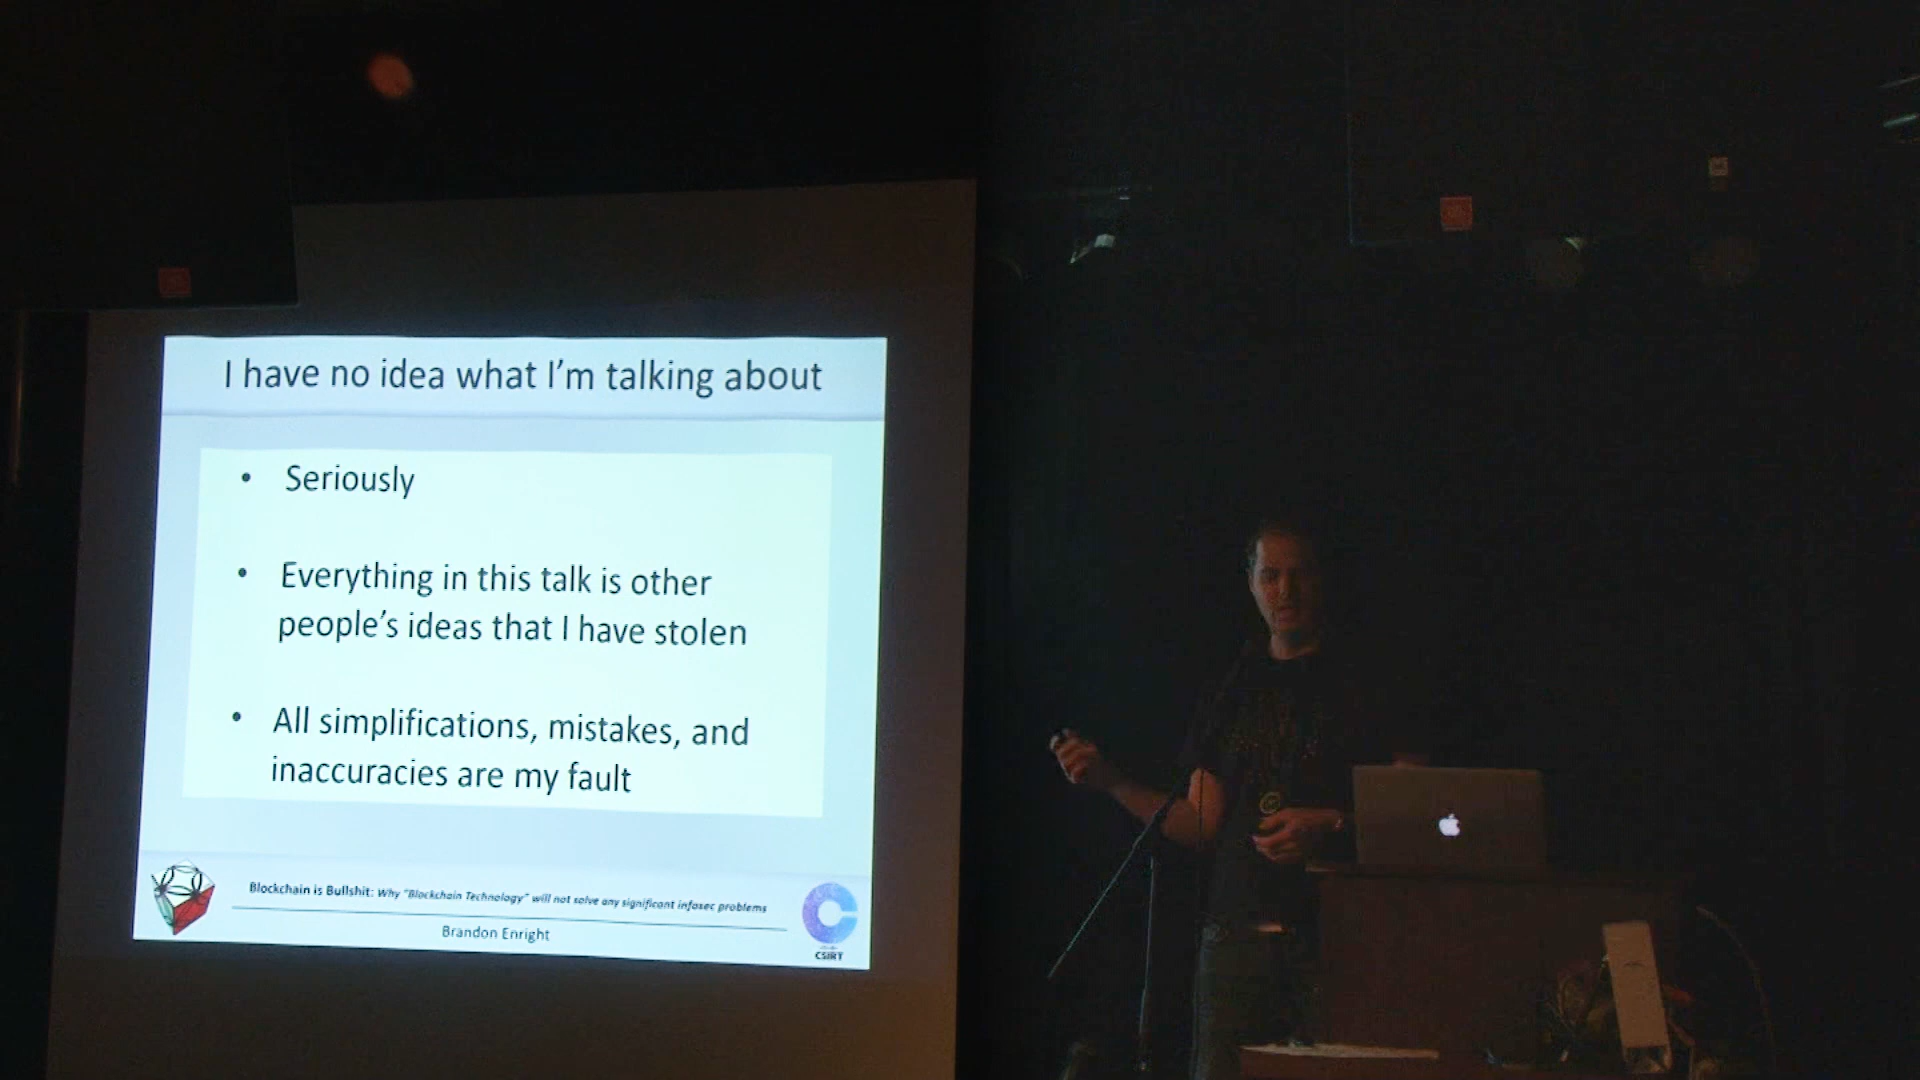 I have no idea what I'm talking about
• Seriously
• Everything in this talk is other
people's ideas that I have stolen
• All simplifications, mistakes, and
inaccuracies are my fault
Blockchain is Bullshit: Why "Blockchain Technology" will not solve any significant infosec problems
Brandon Enright
CSIRT